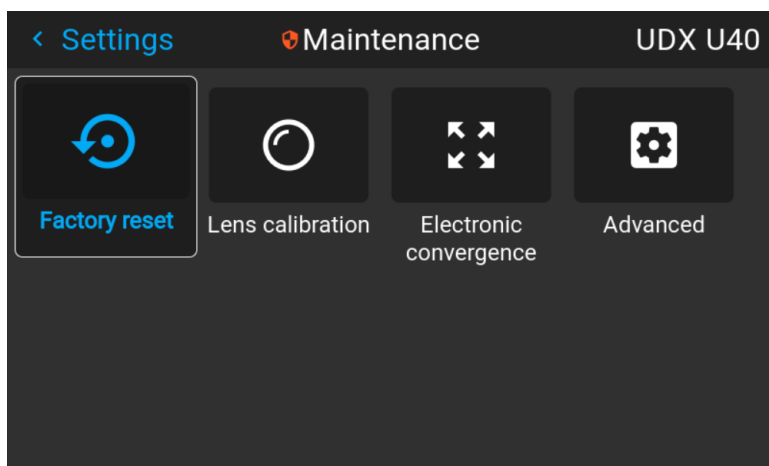 Settings
Maintenance
UDX U40
Factory reset
Lens calibration
Electronic
convergence
Advanced